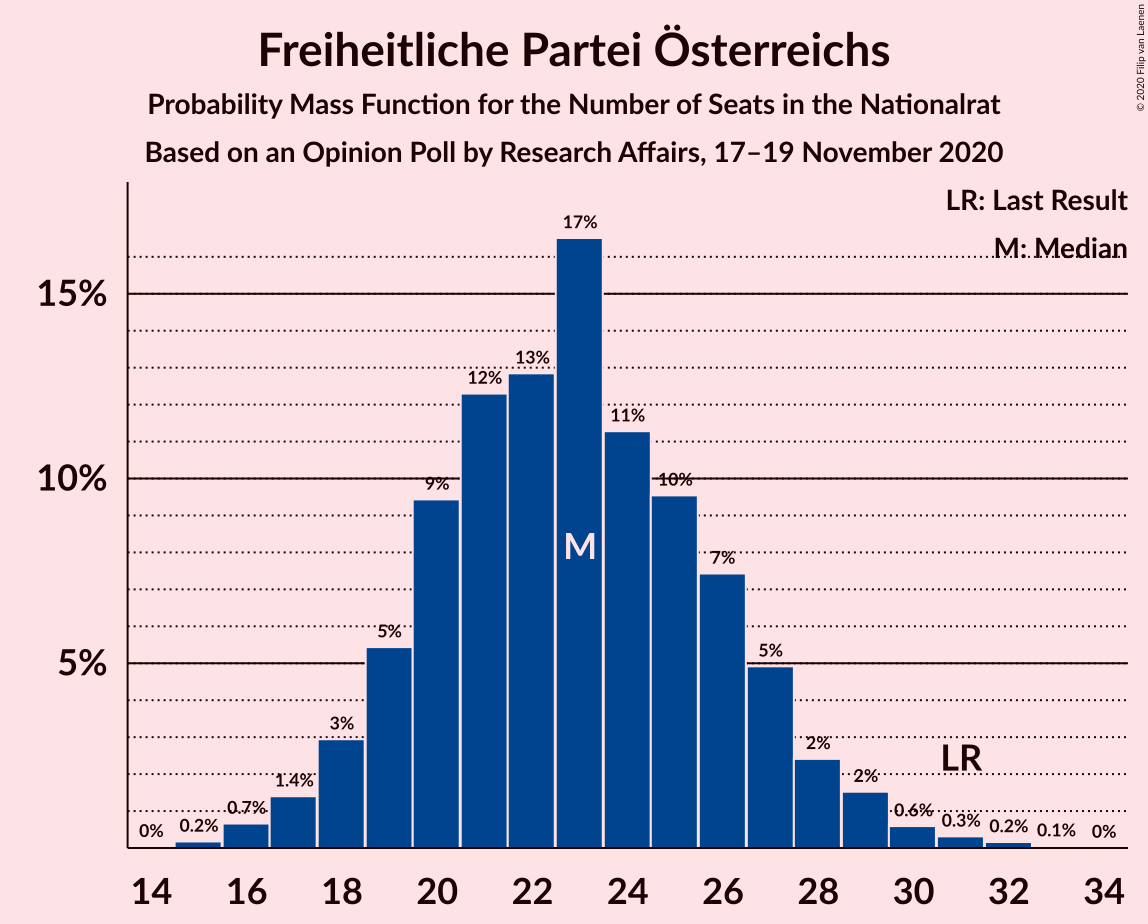 © 2020 Filip van Laenen
Freiheitliche Partei Österreichs
Probability Mass Function for the Number of Seats in the Nationalrat
Based on an Opinion Poll by Research Affairs, 17–19 November 2020
LR: Last Result
M: Median
17%
15%
13%
12%
11%
10%
9%
10%
M
7%
5%
5%
5%
3%
2%
LR
2%
1.4%
0.7%
0.6%
0.3%
0%
0.2%
0.2%
0.1%
0%
14 16 18 20 22 24 26 28 30 32 34